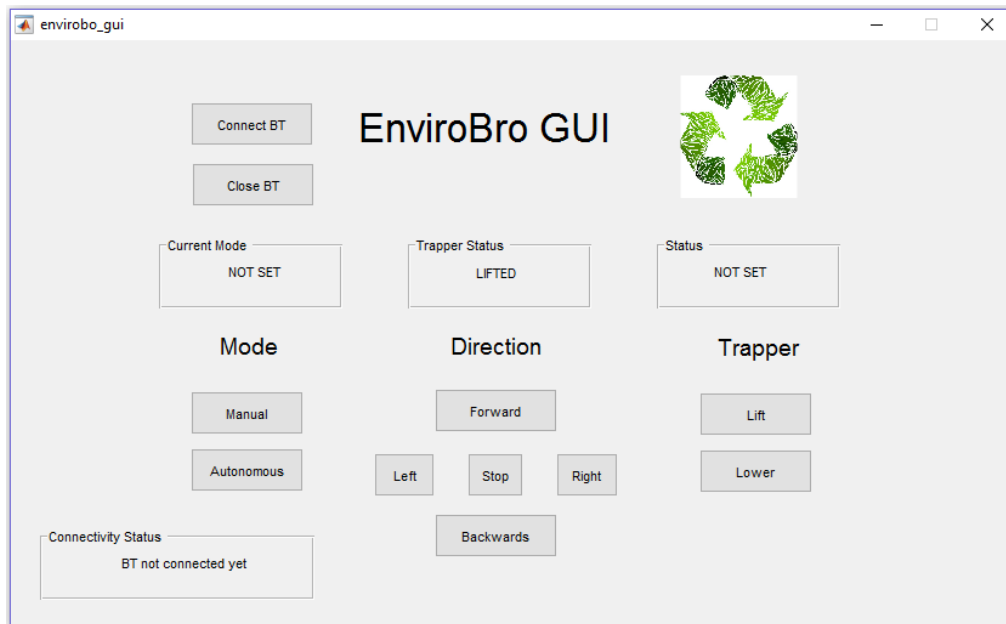 envirobo_gui
Connect BT
EnviroBro GUI
Close BT
Current Mode
NOT SET
Trapper Status
LIFTED
Status
NOT SET
Mode
Direction
Trapper
Manual
Forward
Lift
Autonomous
Left
Stop
Right
Lower
Backwards
Connectivity Status
BT not connected yet